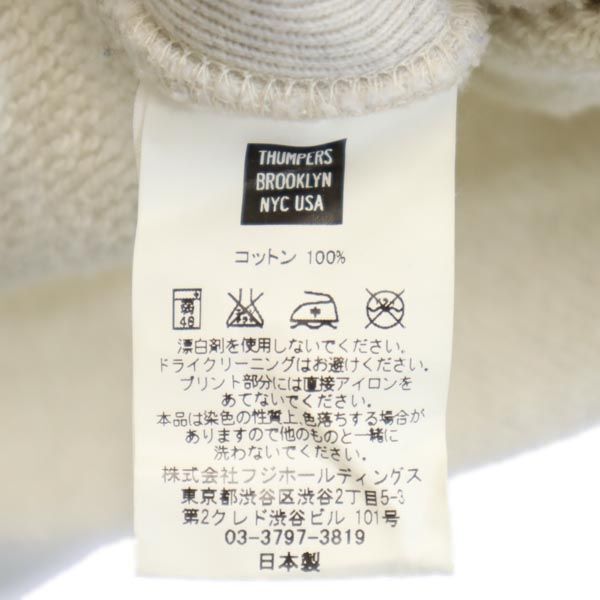 THUMPERS
BROOKLYN
NYC USA
コットン 100%
弱
40
漂白剤を使用しないでください。
ドライクリーニングはお避けください。
プリント部分には直接アイロンを
あてないでください。
本品は染色の性質上、色落ちする場合が
ありますので他のものと一緒に
洗わないでください。
株式会社フジホールディングス
東京都渋谷区渋谷2丁目5-3
第2クレド渋谷ビル 101号
03-3797-3819
日本製